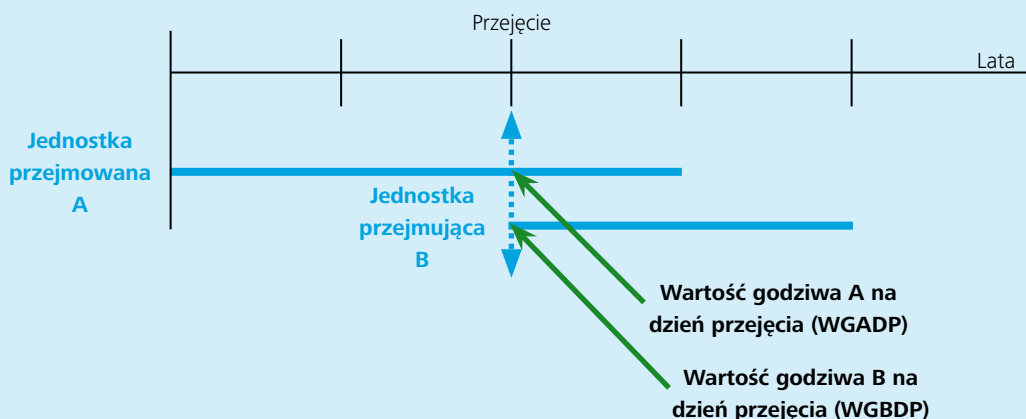 Przejęcie
Lata
Jednostka
przejmowana
A
Jednostka
przejmująca
B
Wartość godziwa A na
dzień przejęcia (WGADP)
Wartość godziwa B na
dzień przejęcia (WGBDP)